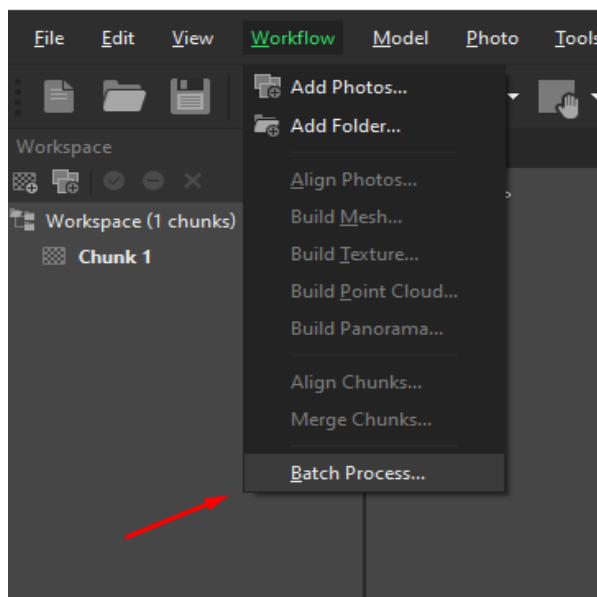 File Edit View Workflow Model Photo Tools
Add Photos...
Add Folder...
Workspace
Align Photos...
Workspace (1 chunks)
Build Mesh...
Chunk 1
Build Texture...
Build Point Cloud...
Build Panorama...
Align Chunks...
Merge Chunks...
Batch Process...